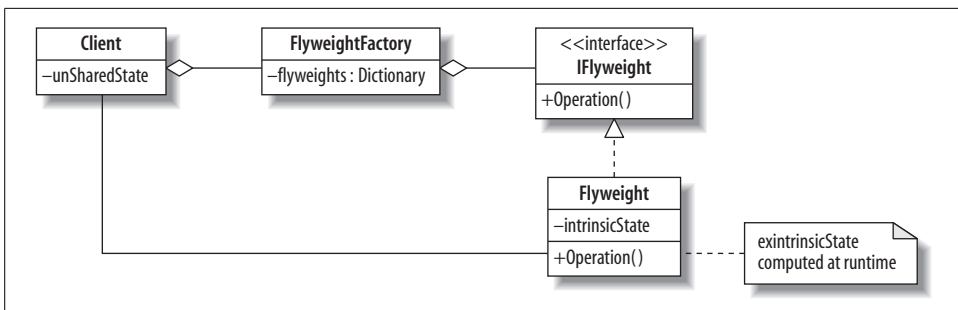 Client
–unSharedState
FlyweightFactory
–flyweights : Dictionary
<<interface>>
IFlyweight
+Operation( )
Flyweight
–intrinsicState
+Operation( )
exintrinsicState
computed at runtime